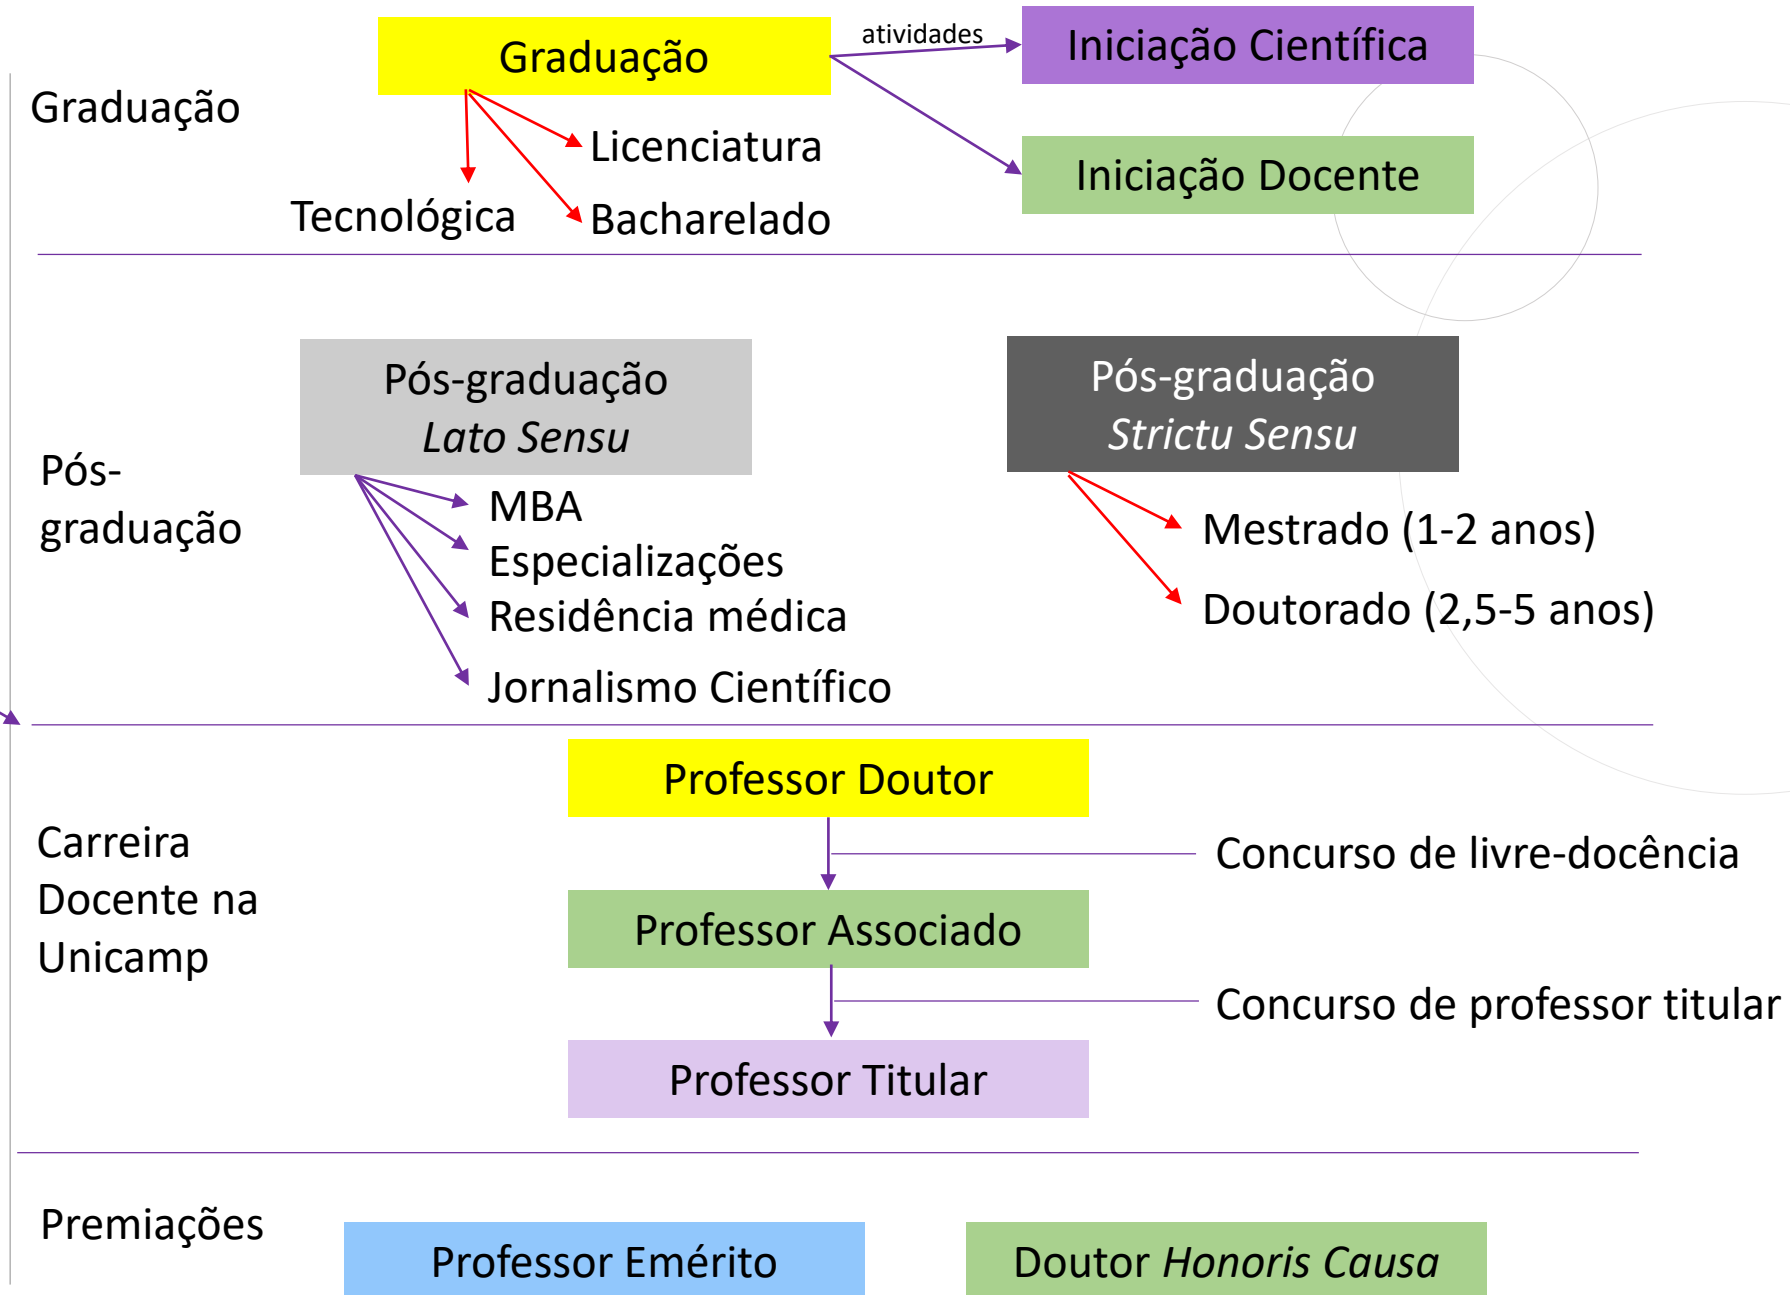 Graduação
atividades
Iniciação Científica
Graduação
Licenciatura
Iniciação Docente
Tecnológica
Bacharelado
Pós-graduação
Lato Sensu
Pós-graduação
Strictu Sensu
Pós-
graduação
MBA
Especializações
Residência médica
Jornalismo Científico
Mestrado (1-2 anos)
Doutorado (2,5-5 anos)
Professor Doutor
Carreira
Docente na
Unicamp
Concurso de livre-docência
Professor Associado
Concurso de professor titular
Professor Titular
Premiações
Professor Emérito
Doutor Honoris Causa